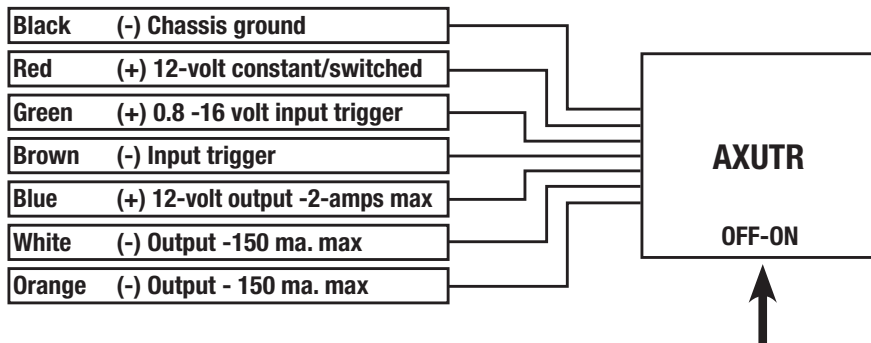 Black (-) Chassis ground
Red (+) 12-volt constant/switched
Green (+) 0.8 -16 volt input trigger
Brown (-) Input trigger
Blue (+) 12-volt output -2-amps max
White (-) Output -150 ma. max
Orange (-) Output - 150 ma. max
AXUTR
OFF-ON